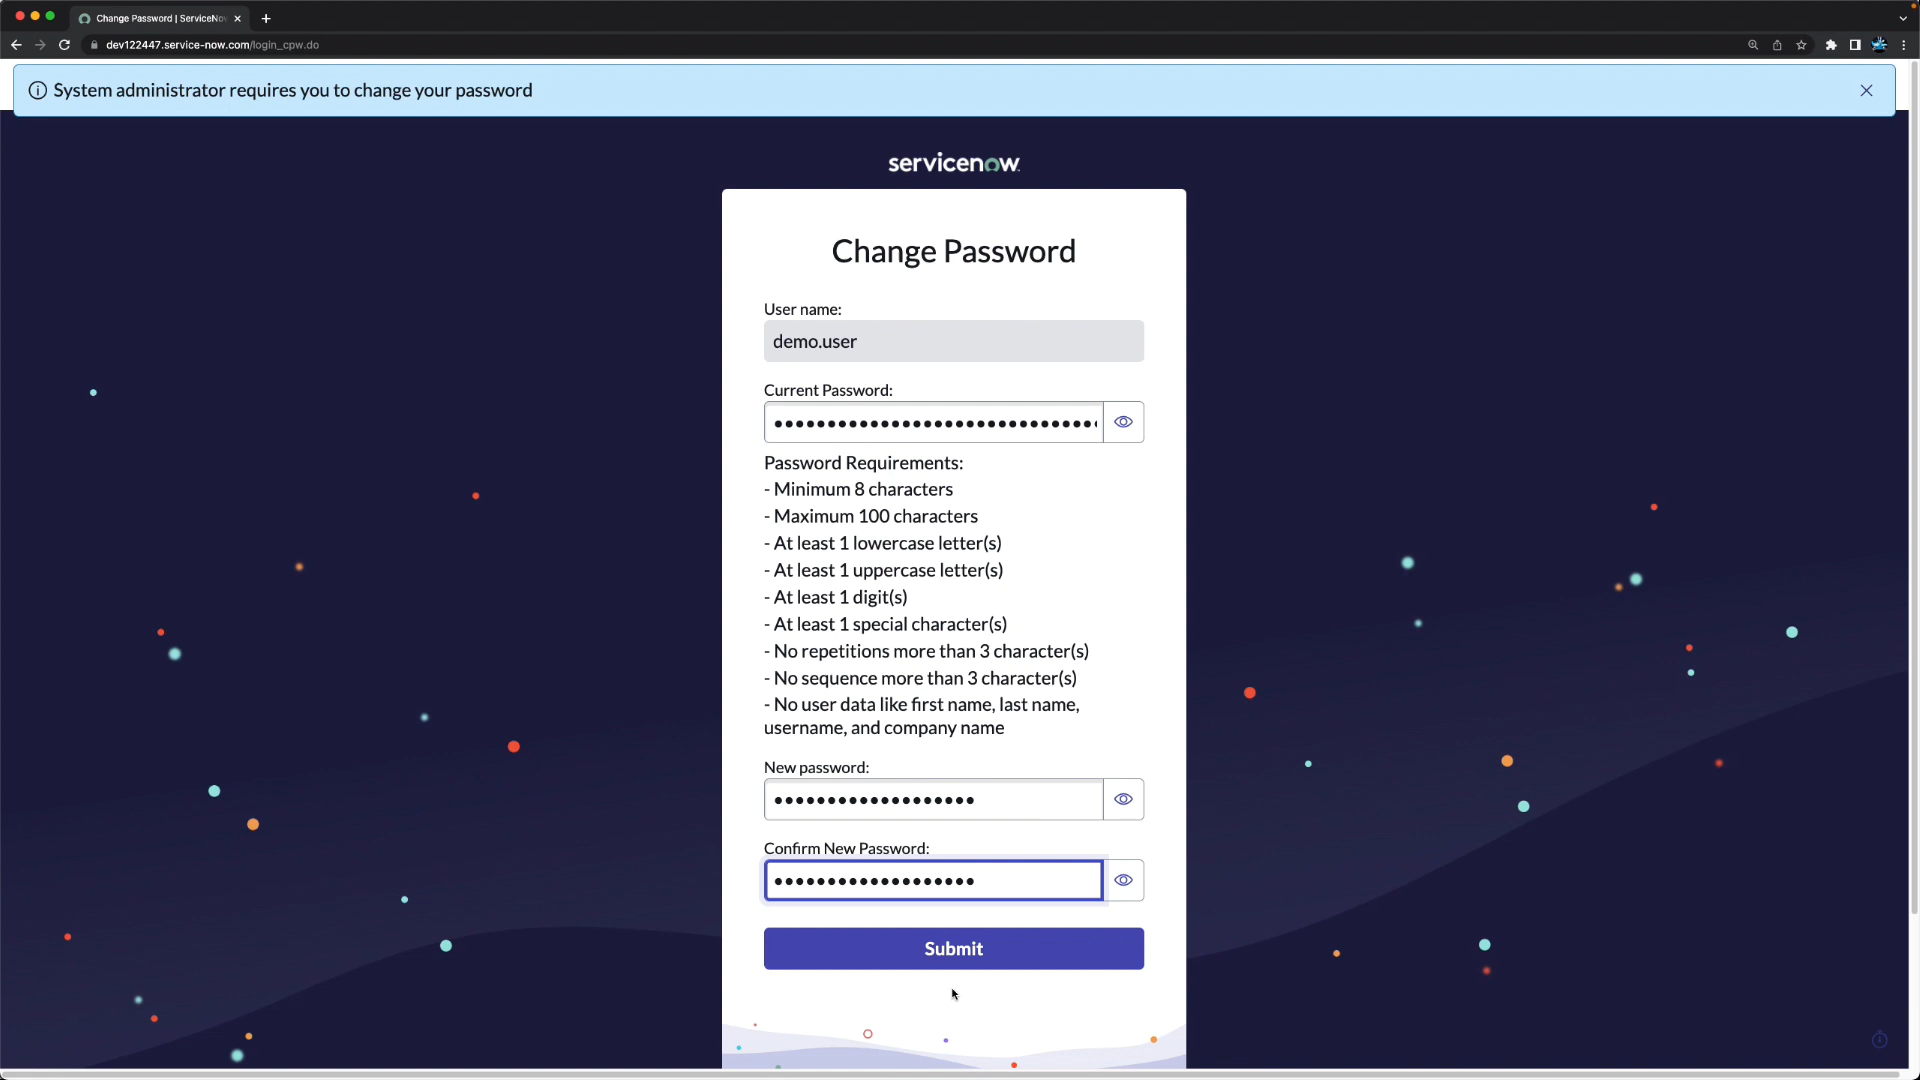 Change Password | ServiceNo
dev122447.service-now.com/login_cpw.do
System administrator requires you to change your password
servicenow
Change Password
User name:
demo.user
Current Password:
Password Requirements:
- Minimum 8 characters
- Maximum 100 characters
- At least 1 lowercase letter(s)
- At least 1 uppercase letter(s)
- At least 1 digit(s)
- At least 1 special character(s)
- No repetitions more than 3 character(s)
- No sequence more than 3 character(s)
- No user data like first name, last name,
username, and company name
New password:
Confirm New Password:
Submit